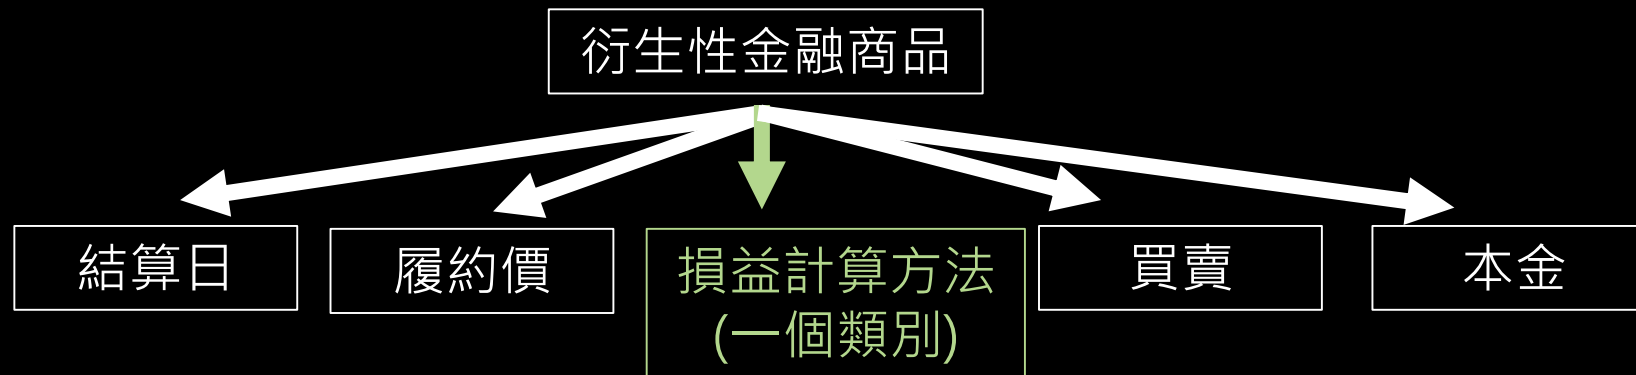 衍生性金融商品
結算日
履約價
損益計算方法
(一個類別)
買賣
本金